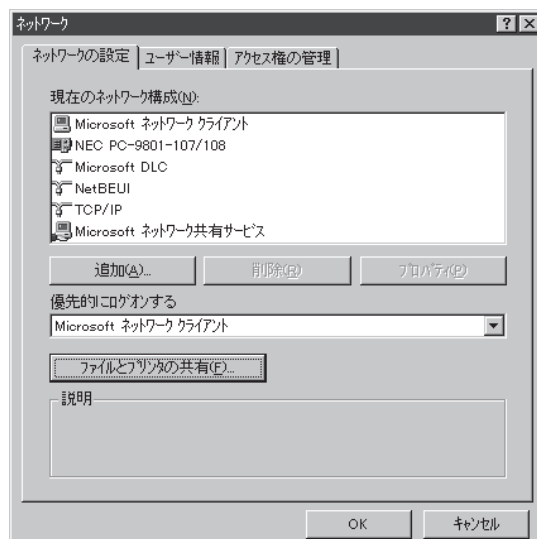 ネットワーク
ネットワークの設定 ユーザー情報 アクセス権の管理
現在のネットワーク構成(N):
Microsoft ネットワーク クライアント
NEC PC-9801-107/108
Microsoft DLC
NetBEUI
TCP/IP
Microsoft ネットワーク共有サービス
追加(A)... 削除(R) プロパティ(P)
優先的にログオンする
Microsoft ネットワーク クライアント
ファイルとプリンタの共有(F)...
説明
OK キャンセル